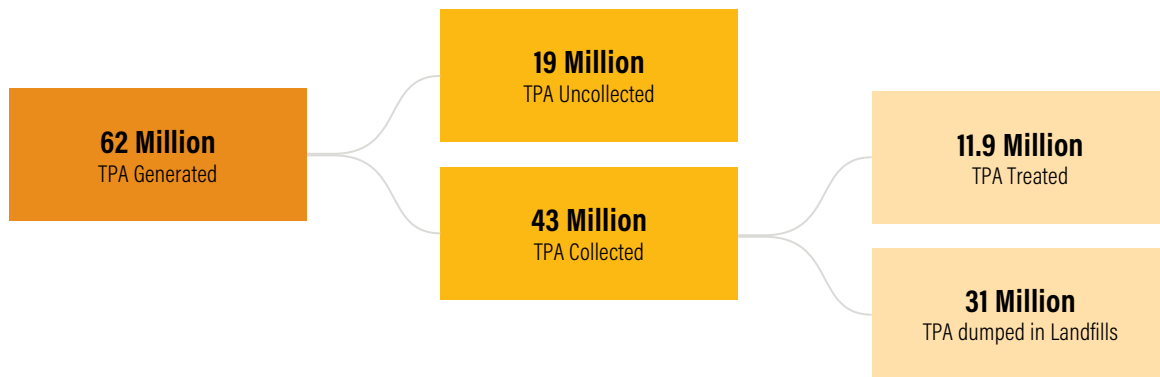 62 Million
TPA Generated
19 Million
TPA Uncollected
43 Million
TPA Collected
11.9 Million
TPA Treated
31 Million
TPA dumped in Landfills